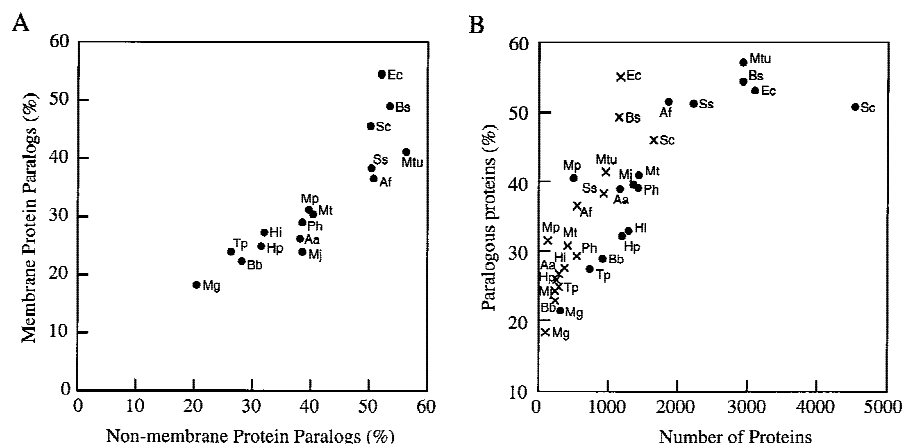 A
Membrane Protein Paralogs (%)
60
50
40
30
20
10
0
Ec
Bs
Sc
Mtu
Ss
Af
Mp
Mt
Ph
Hi
Aa
Tp
Hp
Mj
Bb
Mg
0 10 20 30 40 50 60
Non-membrane Protein Paralogs (%)
B
Paralogous proteins (%)
60
50
40
30
20
10
Mtu
Ec
Bs
Ec
Bs
Af
Ss
Sc
Sc
Mtu
Mp
Mj
Mt
Ss
Ph
Aa
Af
Mp
Mt
Hi
Hp
Hi
Ph
Bb
Aa
Hp
Tp
Mj
Tp
Bb
Mg
Mg
0 1000 2000 3000 4000 5000
Number of Proteins